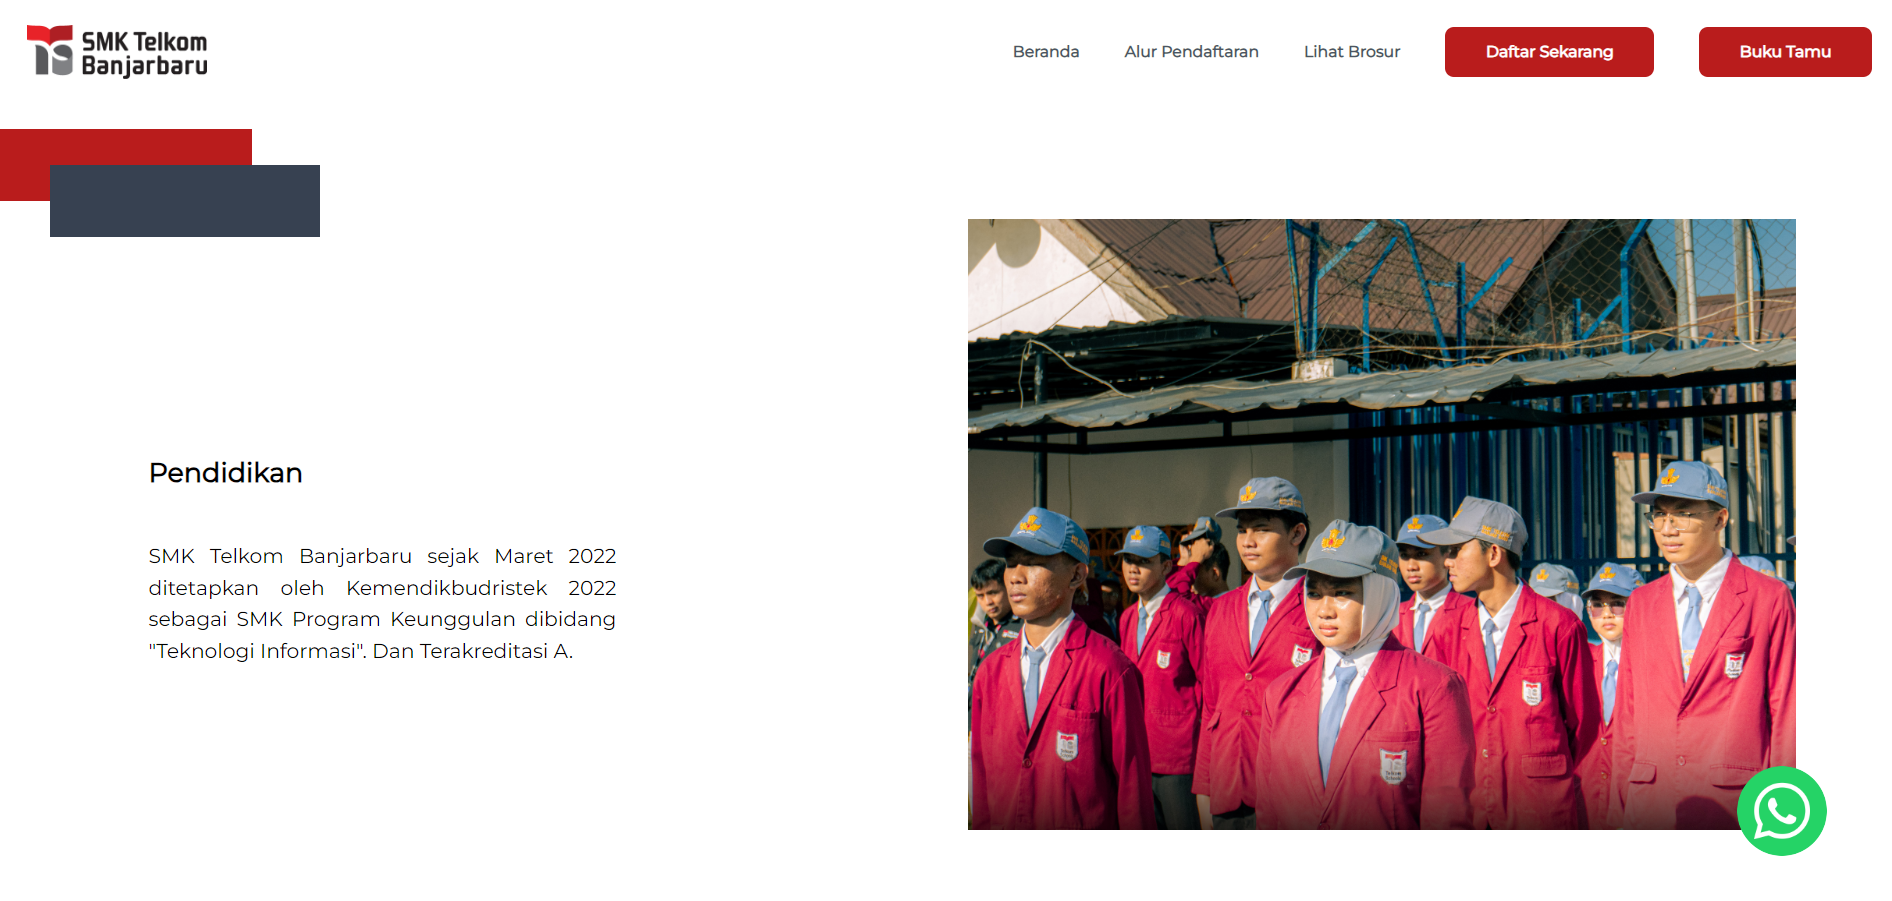 SMK Telkom
Banjarbaru
Beranda
Alur Pendaftaran
Lihat Brosur
Daftar Sekarang
Buku Tamu
Pendidikan
SMK Telkom Banjarbaru sejak Maret 2022
ditetapkan oleh Kemendikbudristek 2022
sebagai SMK Program Keunggulan dibidang
"Teknologi Informasi". Dan Terakreditasi A.